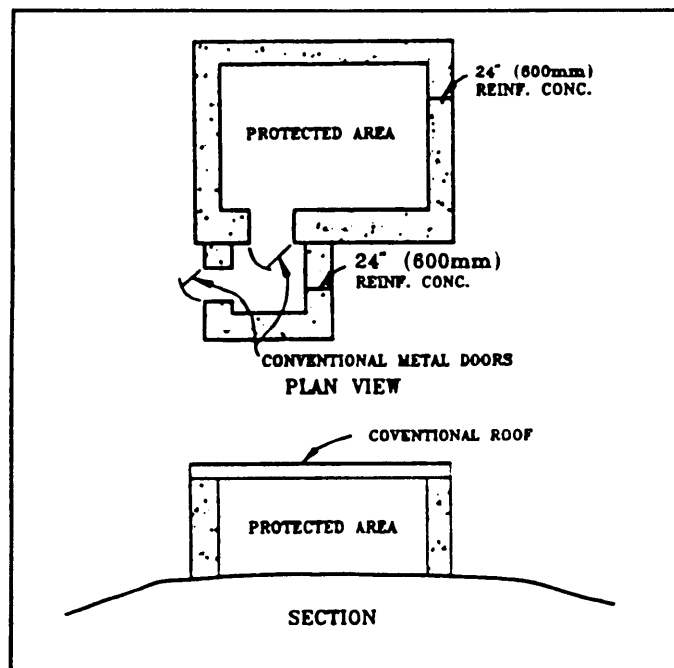 24" (600mm)
REINF. CONC.
PROTECTED AREA
24" (600mm)
REINF. CONC.
CONVENTIONAL METAL DOORS
PLAN VIEW
COVENTIONAL ROOF
PROTECTED AREA
SECTION